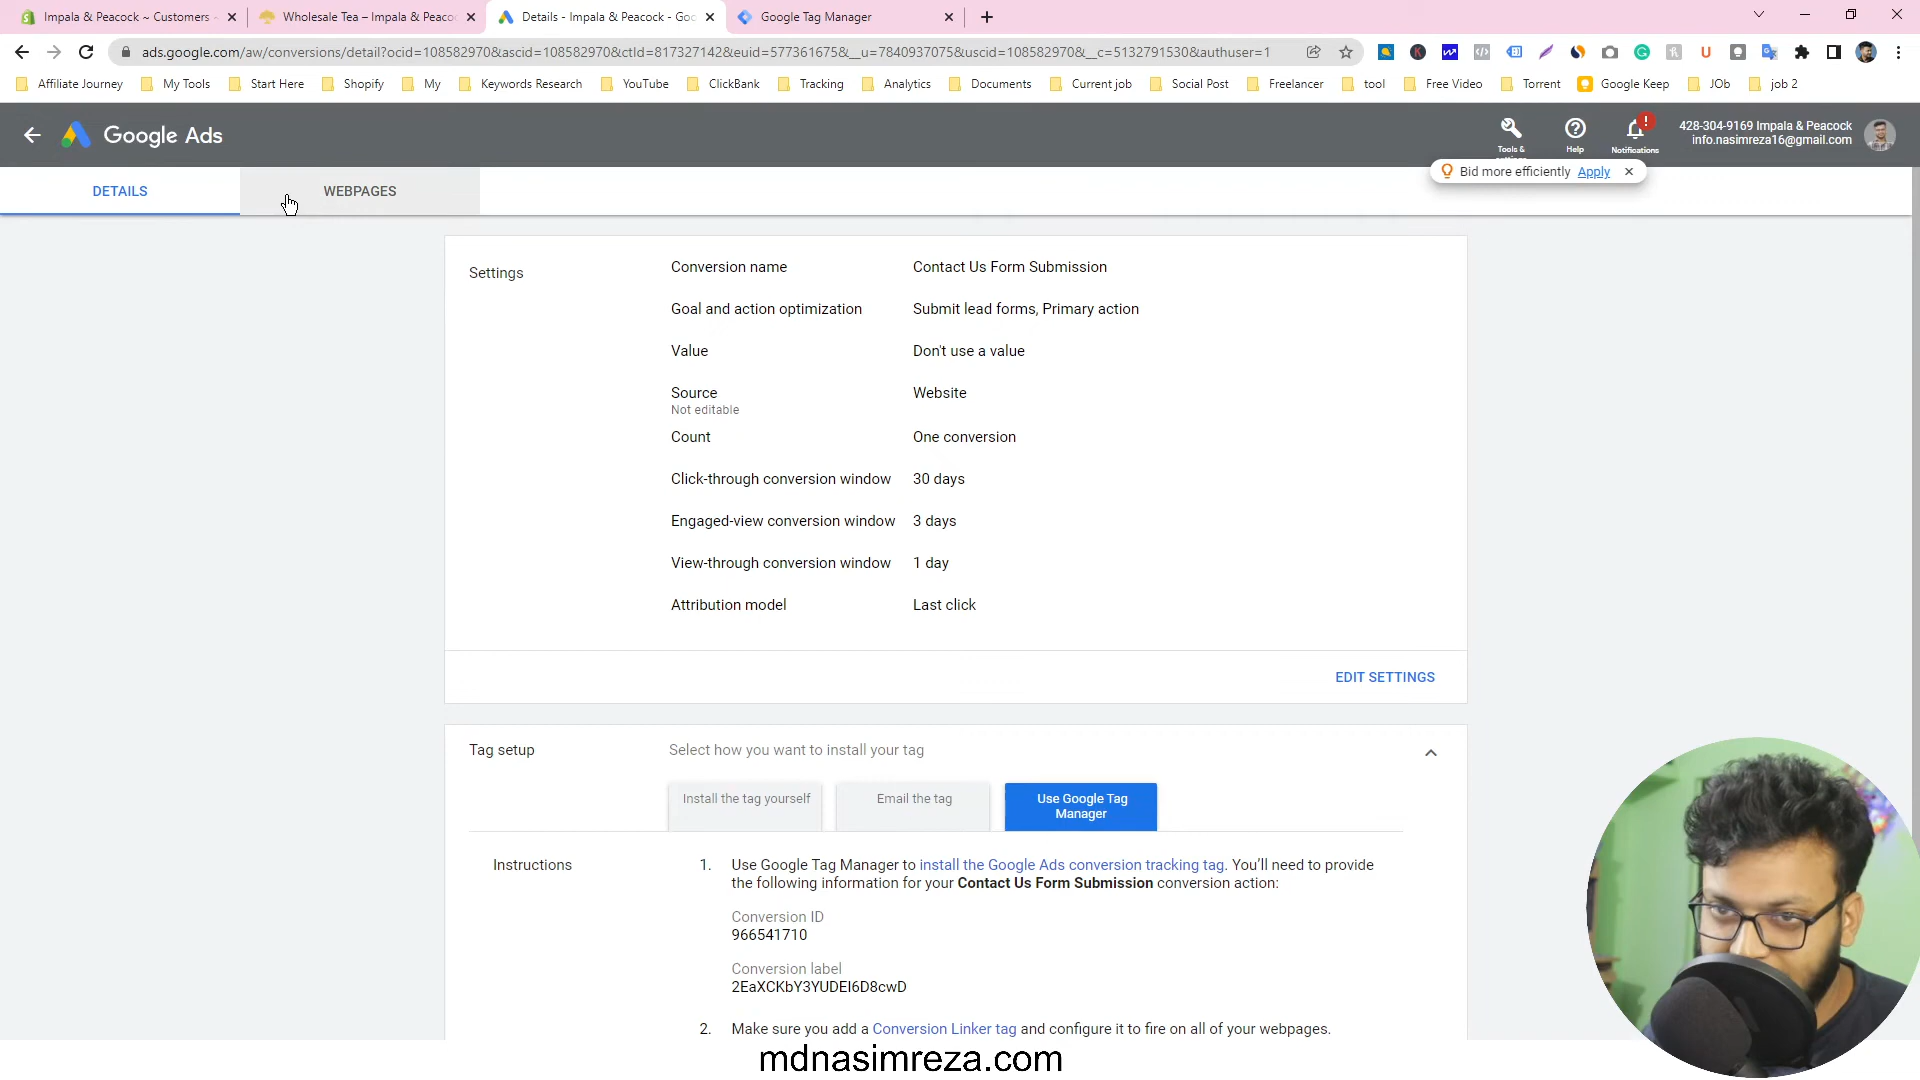 Impala & Peacock ~ Customers
Wholesale Tea – Impala & Peaco
Details - Impala & Peacock - Goo
Google Tag Manager
ads.google.com/aw/conversions/detail?ocid=108582970&ascid=108582970&ctId=817327142&euid=577361675&__u=7840937075&uscid=108582970&__c=5132791530&authuser=1
Affiliate Journey
My Tools
Start Here
Shopify
My
Keywords Research
YouTube
ClickBank
Tracking
Analytics
Documents
Current job
Social Post
Freelancer
tool
Free Video
Torrent
Google Keep
JOb
job 2
Google Ads
Tools &
Help
Notifications
428-304-9169 Impala & Peacock
info.nasimreza16@gmail.com
Bid more efficiently Apply
DETAILS
WEBPAGES
Settings
Conversion name
Contact Us Form Submission
Goal and action optimization
Submit lead forms, Primary action
Value
Don't use a value
Source
Not editable
Website
Count
One conversion
Click-through conversion window
30 days
Engaged-view conversion window
3 days
View-through conversion window
1 day
Attribution model
Last click
EDIT SETTINGS
Tag setup
Select how you want to install your tag
Install the tag yourself
Email the tag
Use Google Tag
Manager
Instructions
1. Use Google Tag Manager to install the Google Ads conversion tracking tag. You'll need to provide
the following information for your Contact Us Form Submission conversion action:
Conversion ID
966541710
Conversion label
2EaXCKbY3YUDEI6D8cwD
2. Make sure you add a Conversion Linker tag and configure it to fire on all of your webpages.
mdnasimreza.com